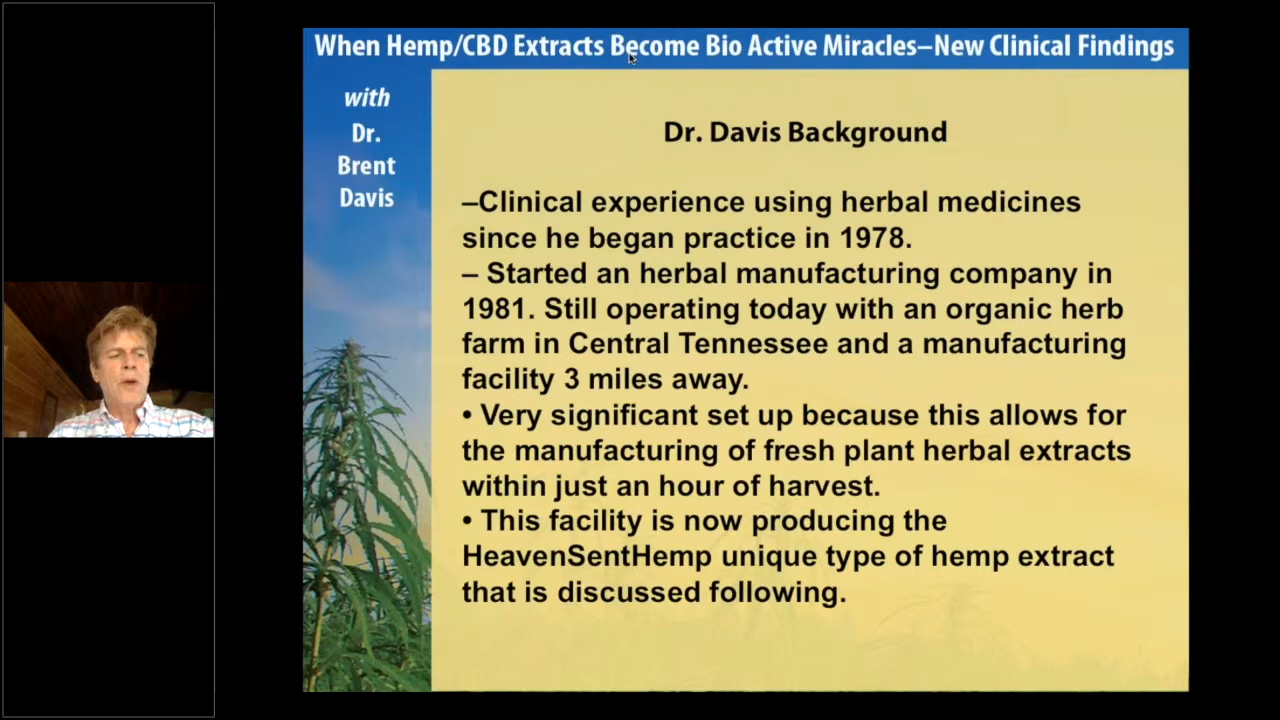 When Hemp/CBD Extracts Become Bio Active Miracles–New Clinical Findings
with
Dr.
Brent
Davis
Dr. Davis Background
–Clinical experience using herbal medicines
since he began practice in 1978.
– Started an herbal manufacturing company in
1981. Still operating today with an organic herb
farm in Central Tennessee and a manufacturing
facility 3 miles away.
• Very significant set up because this allows for
the manufacturing of fresh plant herbal extracts
within just an hour of harvest.
• This facility is now producing the
HeavenSentHemp unique type of hemp extract
that is discussed following.